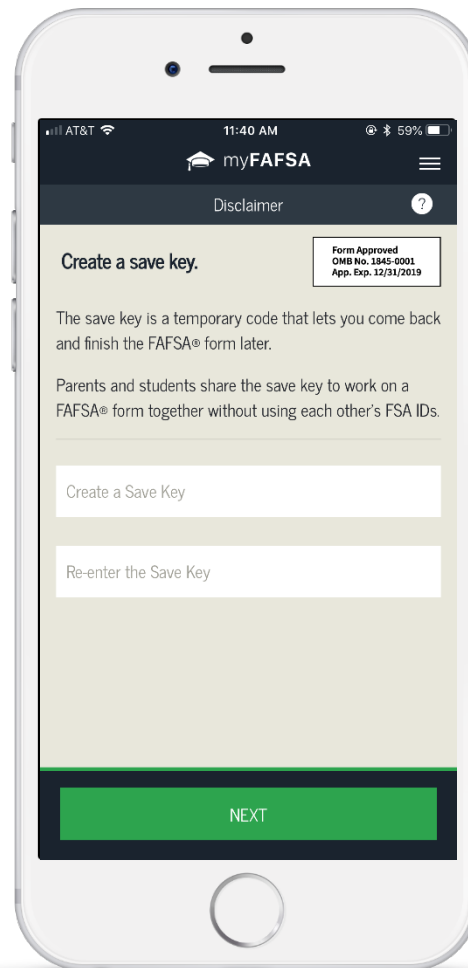 AT&T 11:40 AM 59%
myFAFSA
Disclaimer ?
Create a save key.
Form Approved
OMB No. 1845-0001
App. Exp. 12/31/2019
The save key is a temporary code that lets you come back
and finish the FAFSA® form later.
Parents and students share the save key to work on a
FAFSA® form together without using each other's FSA IDs.
Create a Save Key
Re-enter the Save Key
NEXT